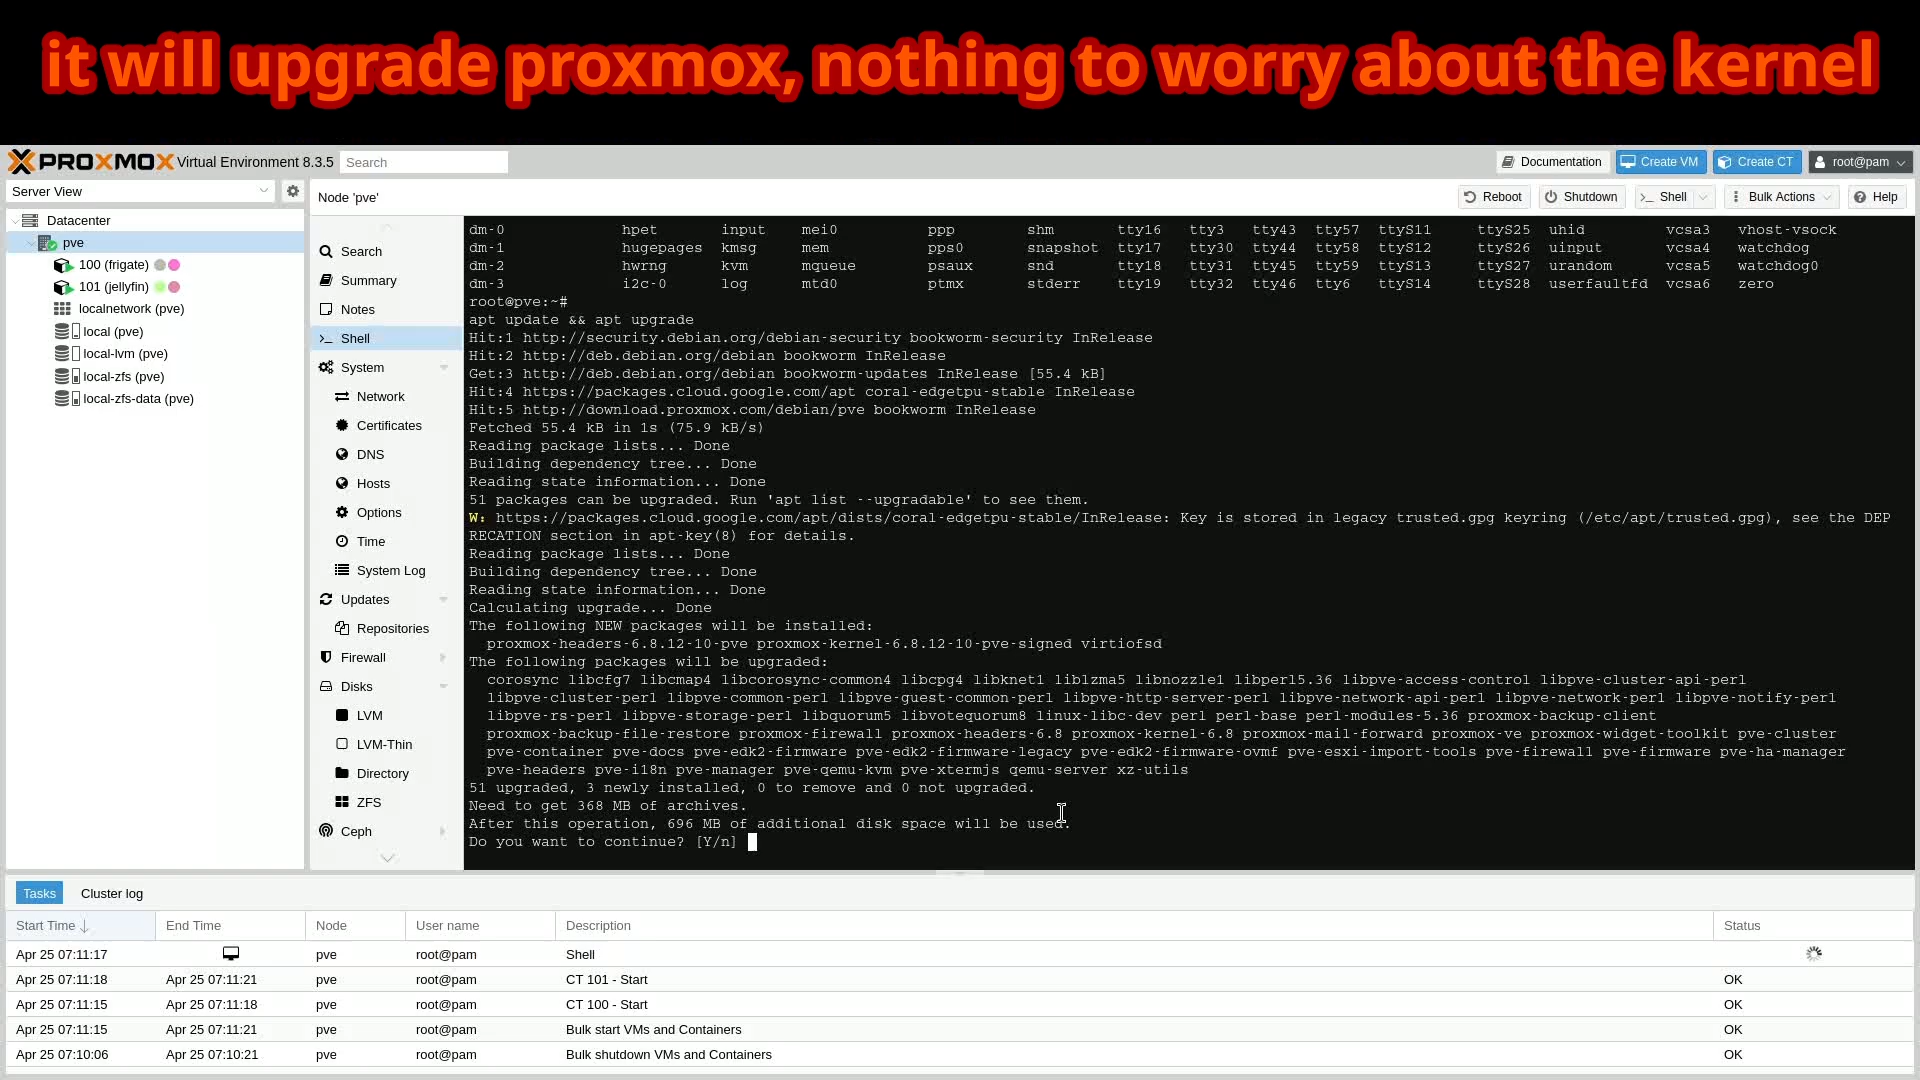 it will upgrade proxmox, nothing to worry about the kernel
PROXMOX Virtual Environment 8.3.5 Search
Documentation Create VM Create CT root@pam
Server View
Node 'pve'
Reboot Shutdown Shell Bulk Actions Help
Datacenter
pve
100 (frigate)
101 (jellyfin)
localnetwork (pve)
local (pve)
local-lvm (pve)
local-zfs (pve)
local-zfs-data (pve)
Search
Summary
Notes
Shell
System
Network
Certificates
DNS
Hosts
Options
Time
System Log
Updates
Repositories
Firewall
Disks
LVM
LVM-Thin
Directory
ZFS
Ceph
dm-0 hpet input mei0 ppp shm tty16 tty3 tty43 tty57 ttyS11 ttyS25 uhid vcsa3 vhost-vsock
dm-1 hugepages kmsg mem pps0 snapshot tty17 tty30 tty44 tty58 ttyS12 ttyS26 uinput vcsa4 watchdog
dm-2 hwrng kvm mqueue psaux snd tty18 tty31 tty45 tty59 ttyS13 ttyS27 urandom vcsa5 watchdog0
dm-3 i2c-0 log mtd0 ptmx stderr tty19 tty32 tty46 tty6 ttyS14 ttyS28 userfaultfd vcsa6 zero
root@pve:~#
apt update && apt upgrade
Hit:1 http://security.debian.org/debian-security bookworm-security InRelease
Hit:2 http://deb.debian.org/debian bookworm InRelease
Get:3 http://deb.debian.org/debian bookworm-updates InRelease [55.4 kB]
Hit:4 https://packages.cloud.google.com/apt coral-edgetpu-stable InRelease
Hit:5 http://download.proxmox.com/debian/pve bookworm InRelease
Fetched 55.4 kB in 1s (75.9 kB/s)
Reading package lists... Done
Building dependency tree... Done
Reading state information... Done
51 packages can be upgraded. Run 'apt list --upgradable' to see them.
W: https://packages.cloud.google.com/apt/dists/coral-edgetpu-stable/InRelease: Key is stored in legacy trusted.gpg keyring (/etc/apt/trusted.gpg), see the DEP
RECATION section in apt-key(8) for details.
Reading package lists... Done
Building dependency tree... Done
Reading state information... Done
Calculating upgrade... Done
The following NEW packages will be installed:
proxmox-headers-6.8.12-10-pve proxmox-kernel-6.8.12-10-pve-signed virtiofsd
The following packages will be upgraded:
corosync libcfg7 libcmap4 libcorosync-common4 libcpg4 libknet1 liblzma5 libnozzle1 libperl5.36 libpve-access-control libpve-cluster-api-perl
libpve-cluster-perl libpve-common-perl libpve-guest-common-perl libpve-http-server-perl libpve-network-api-perl libpve-network-perl libpve-notify-perl
libpve-rs-perl libpve-storage-perl libquorum5 libvotequorum8 linux-libc-dev perl perl-base perl-modules-5.36 proxmox-backup-client
proxmox-backup-file-restore proxmox-firewall proxmox-headers-6.8 proxmox-kernel-6.8 proxmox-mail-forward proxmox-ve proxmox-widget-toolkit pve-cluster
pve-container pve-docs pve-edk2-firmware pve-edk2-firmware-legacy pve-edk2-firmware-ovmf pve-esxi-import-tools pve-firewall pve-firmware pve-ha-manager
pve-headers pve-i18n pve-manager pve-qemu-kvm pve-xtermjs qemu-server xz-utils
51 upgraded, 3 newly installed, 0 to remove and 0 not upgraded.
Need to get 368 MB of archives.
After this operation, 696 MB of additional disk space will be used.
Do you want to continue? [Y/n]
Tasks Cluster log
Start Time End Time Node User name Description Status
Apr 25 07:11:17 pve root@pam Shell
Apr 25 07:11:18 Apr 25 07:11:21 pve root@pam CT 101 - Start OK
Apr 25 07:11:15 Apr 25 07:11:18 pve root@pam CT 100 - Start OK
Apr 25 07:11:15 Apr 25 07:11:21 pve root@pam Bulk start VMs and Containers OK
Apr 25 07:10:06 Apr 25 07:10:21 pve root@pam Bulk shutdown VMs and Containers OK